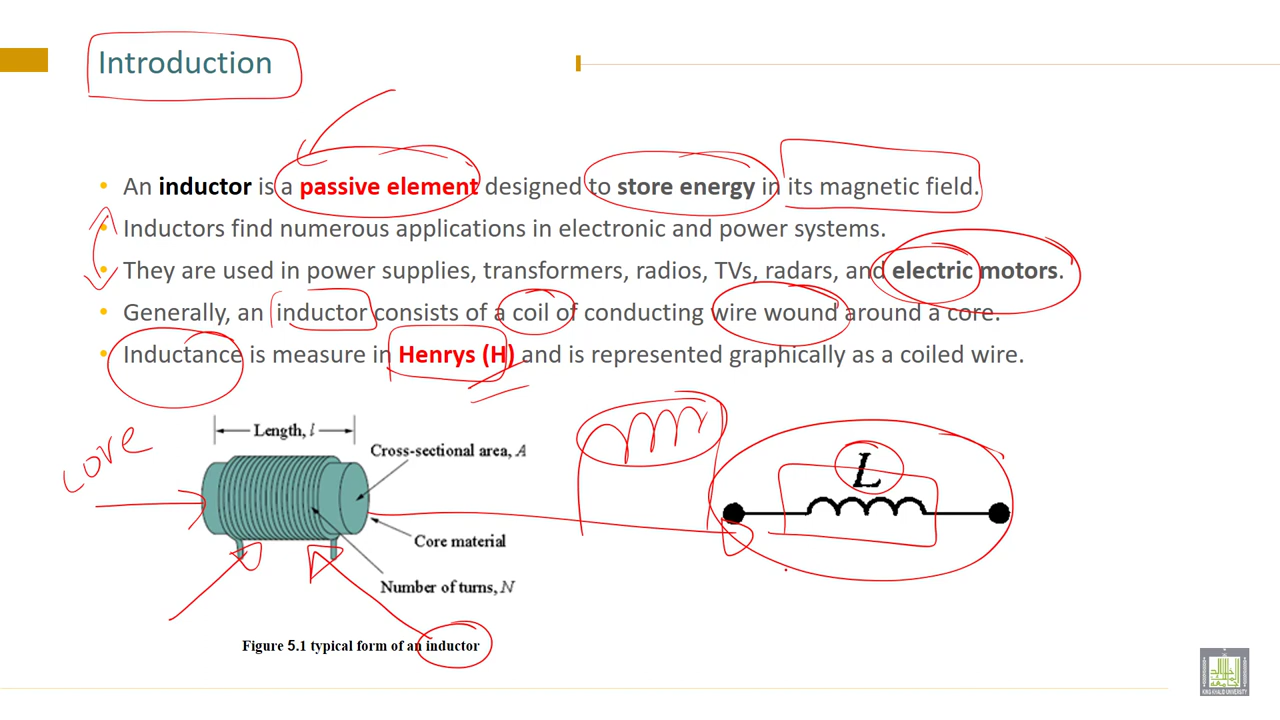 Introduction
• An inductor is a passive element designed to store energy in its magnetic field.
• Inductors find numerous applications in electronic and power systems.
• They are used in power supplies, transformers, radios, TVs, radars, and electric motors.
• Generally, an inductor consists of a coil of conducting wire wound around a core.
• Inductance is measure in Henrys (H) and is represented graphically as a coiled wire.
core
Length, l
Cross-sectional area, A
L
Core material
Number of turns, N
Figure 5.1 typical form of an inductor
KING KHALID UNIVERSITY